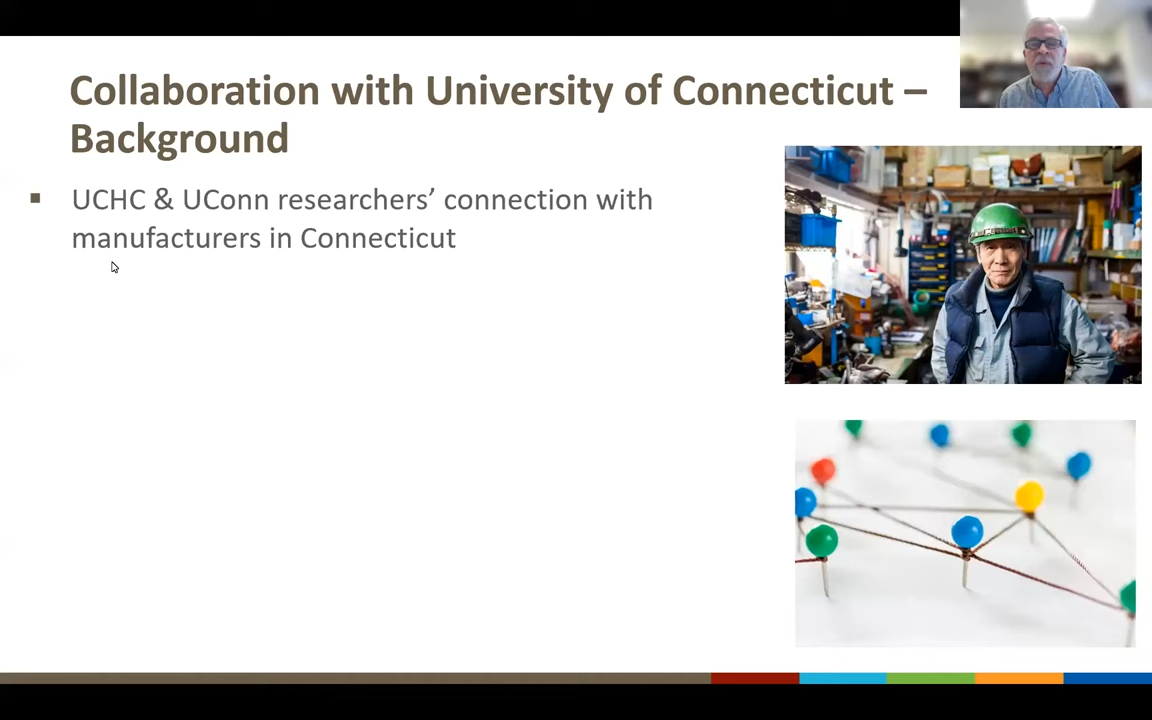 Collaboration with University of Connecticut –
Background
▪ UCHC & UConn researchers’ connection with
manufacturers in Connecticut